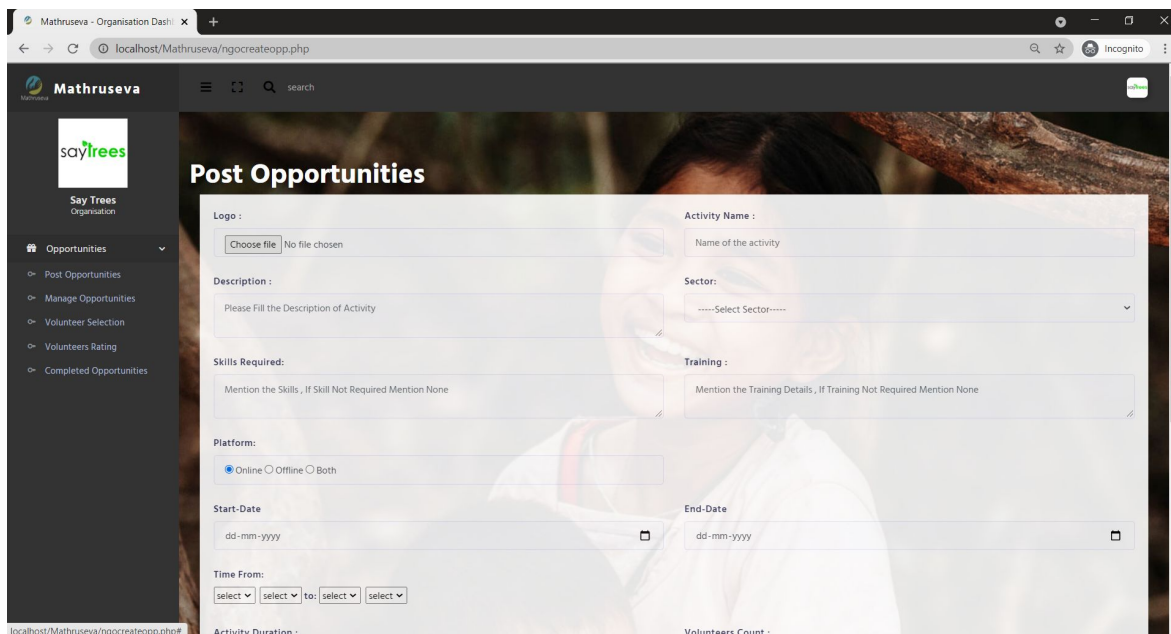 Mathruseva - Organisation Dashl
localhost/Mathruseva/ngocreateopp.php
Incognito
Mathruseva
Mathruseva
search
saytrees
saytrees
Say Trees
Organisation
Opportunities
Post Opportunities
Manage Opportunities
Volunteer Selection
Volunteers Rating
Completed Opportunities
Post Opportunities
Logo :
Activity Name :
Choose file No file chosen
Name of the activity
Description :
Sector:
Please Fill the Description of Activity
-----Select Sector-----
Skills Required:
Training :
Mention the Skills , If Skill Not Required Mention None
Mention the Training Details , If Training Not Required Mention None
Platform:
Online Offline Both
Start-Date
End-Date
dd-mm-yyyy
dd-mm-yyyy
Time From:
select select to: select select
Activity Duration :
Volunteers Count :
localhost/Mathruseva/ngocreateopp.php#